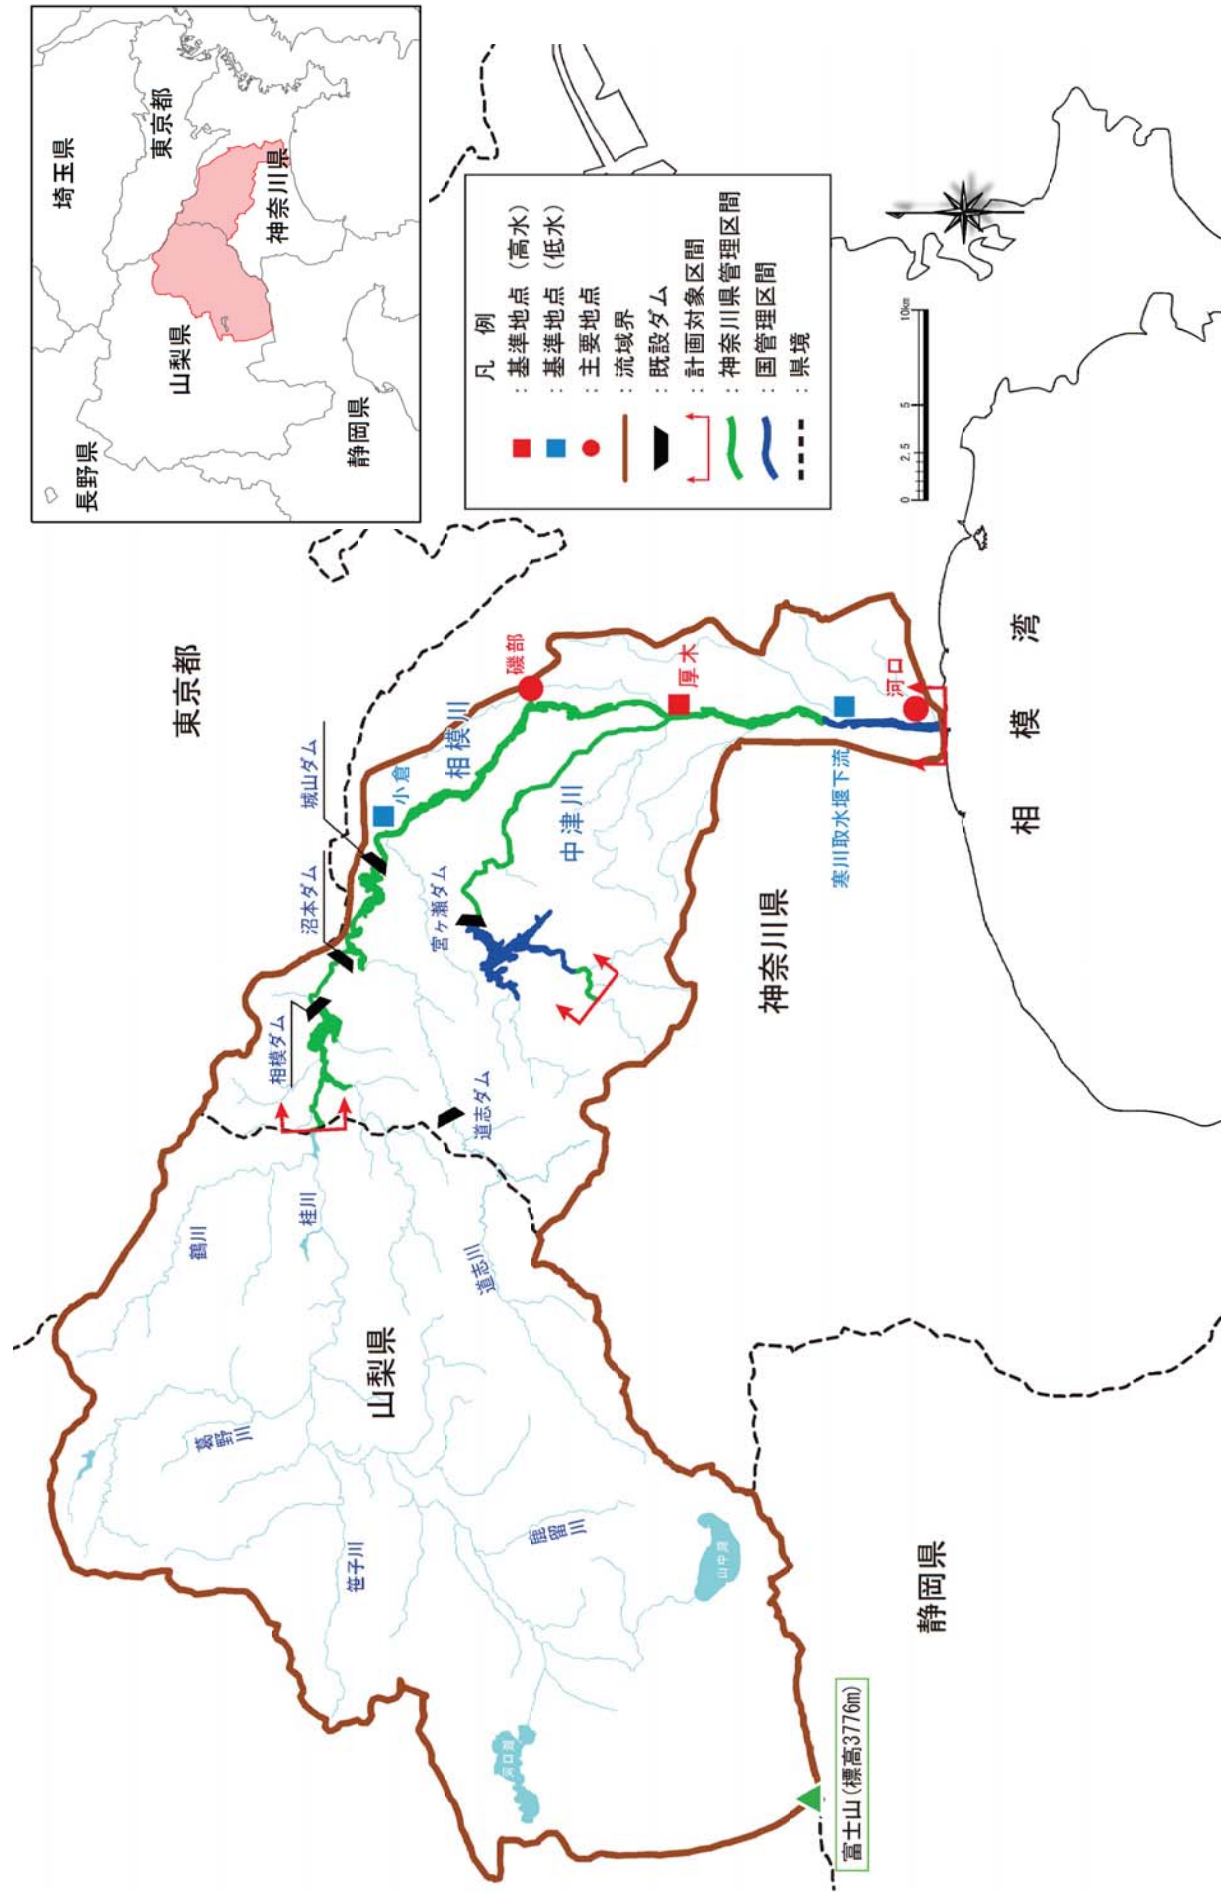 長野県
埼玉県
東京都
山梨県
神奈川県
静岡県
凡 例
: 基準地点 (高水)
: 基準地点 (低水)
: 主要地点
: 流域界
: 既設ダム
: 計画対象区間
: 神奈川県管理区間
: 国管理区間
: 県境
0 2.5 5 10km
東京都
城山ダム
沼本ダム
相模ダム
小倉
相模川
磯部
厚木
中津川
宮ヶ瀬ダム
道志ダム
寒川取水堰下流
河口
神奈川県
相 模 湾
鶴川
桂川
道志川
山梨県
葛野川
笹子川
鹿留川
山中湖
河口湖
静岡県
富士山(標高3776m)